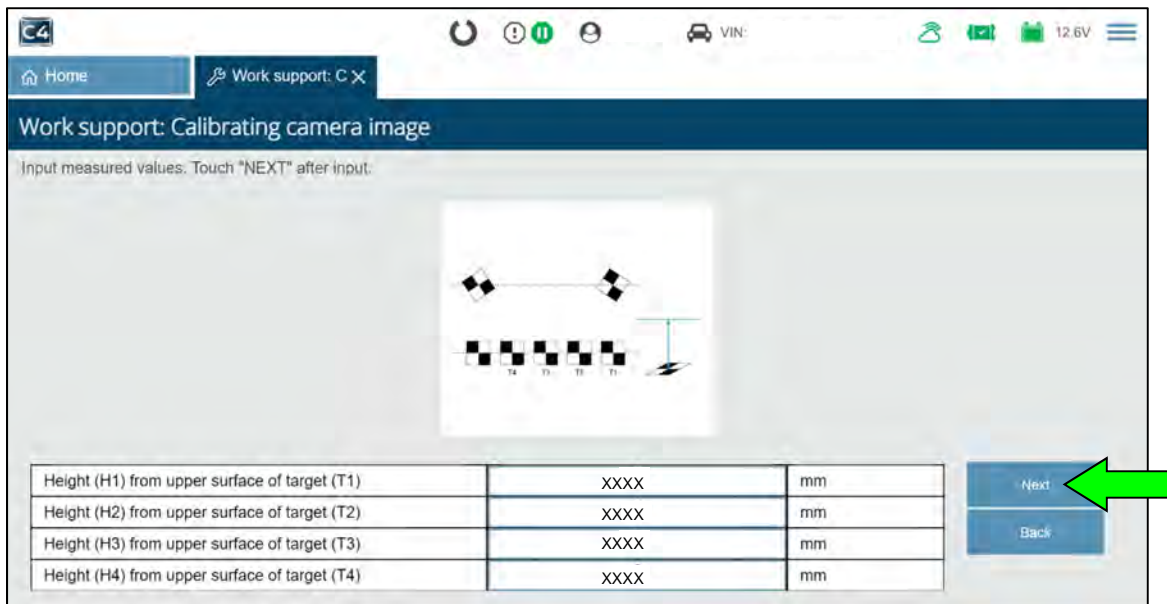 C4
VIN:
12.6V
Home
Work support: C
Work support: Calibrating camera image
Input measured values. Touch "NEXT" after input.
T4
T1
Height (H1) from upper surface of target (T1) XXXX mm
Height (H2) from upper surface of target (T2) XXXX mm
Height (H3) from upper surface of target (T3) XXXX mm
Height (H4) from upper surface of target (T4) XXXX mm
Next
Back